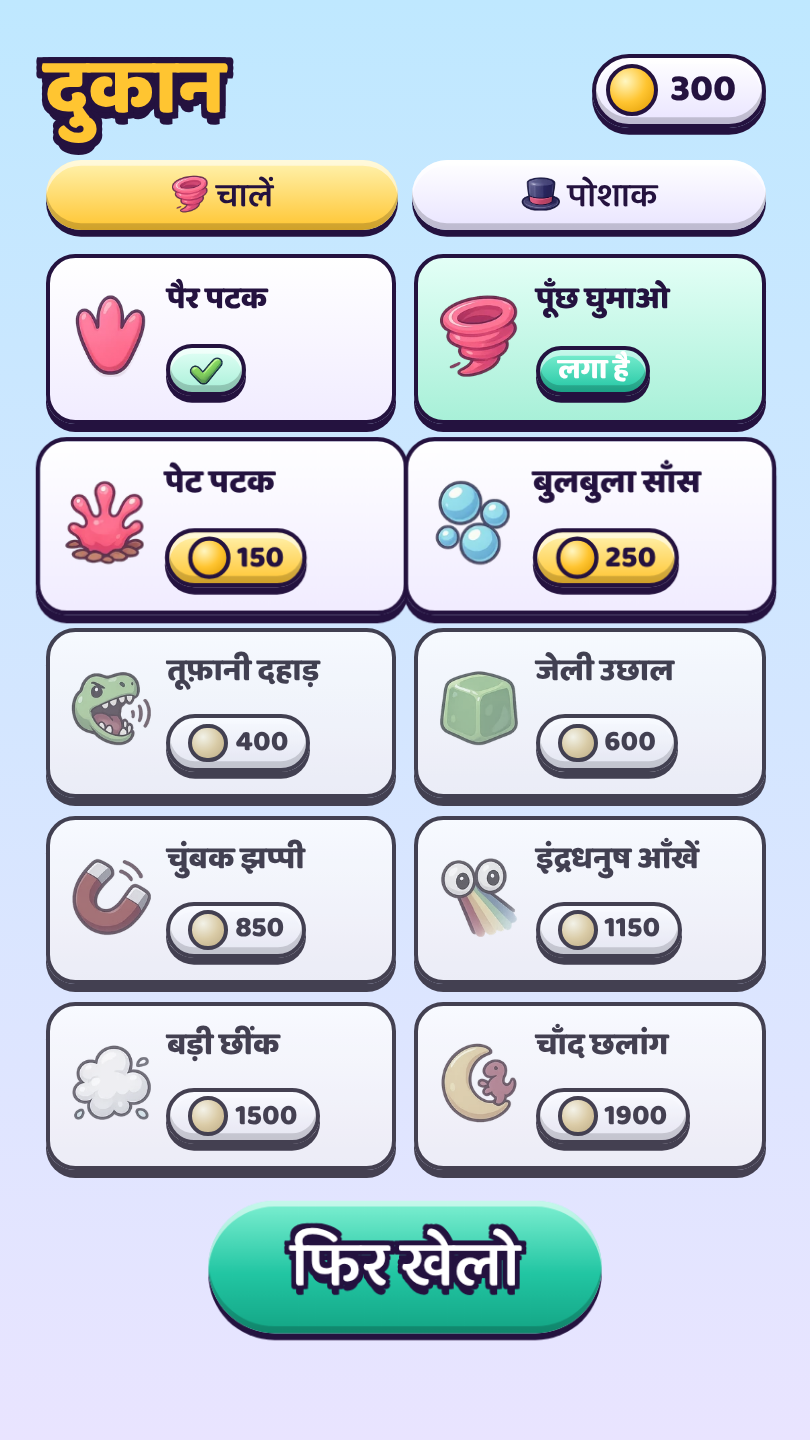 दुकान
300
चालें
पोशाक
पैर पटक
पूँछ घुमाओ
लगा है
पेट पटक
150
बुलबुला साँस
250
तूफ़ानी दहाड़
400
जेली उछाल
600
चुंबक झप्पी
850
इंद्रधनुष आँखें
1150
बड़ी छींक
1500
चाँद छलांग
1900
फिर खेलो